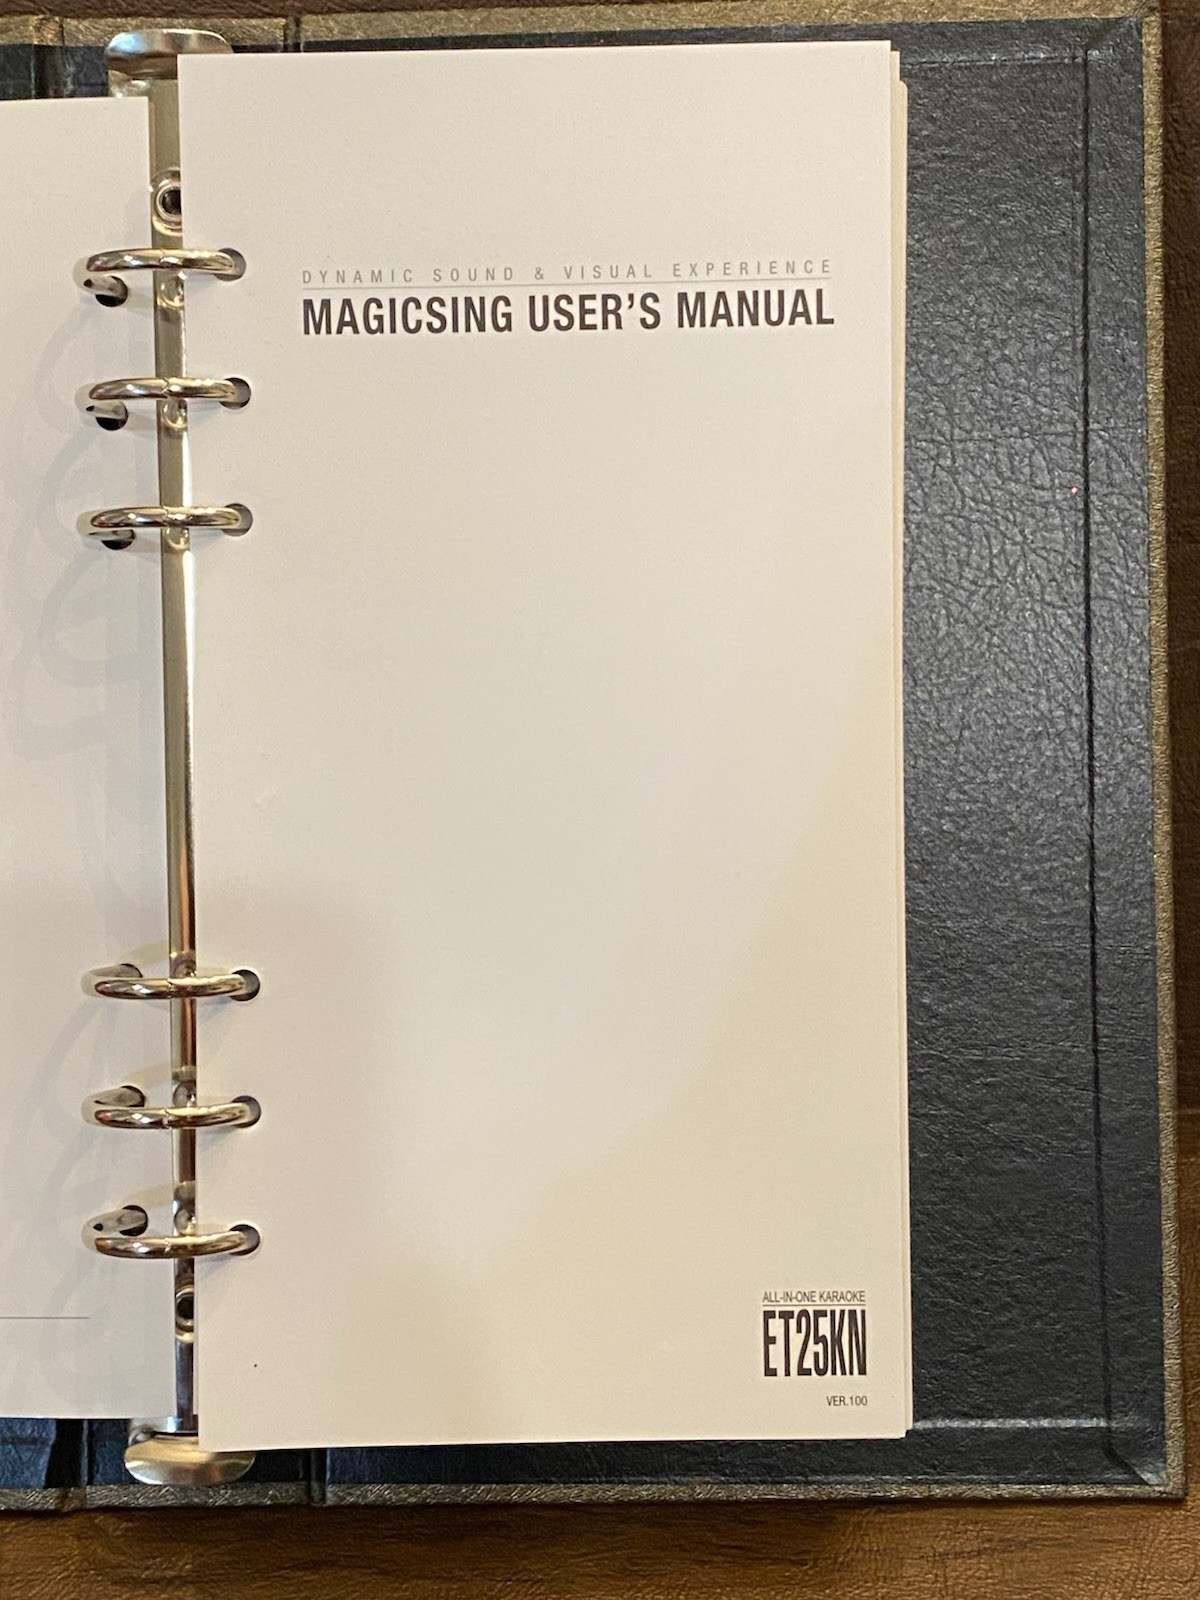 DYNAMIC SOUND & VISUAL EXPERIENCE
MAGICSING USER'S MANUAL
ALL-IN-ONE KARAOKE
ET25KN
VER.100